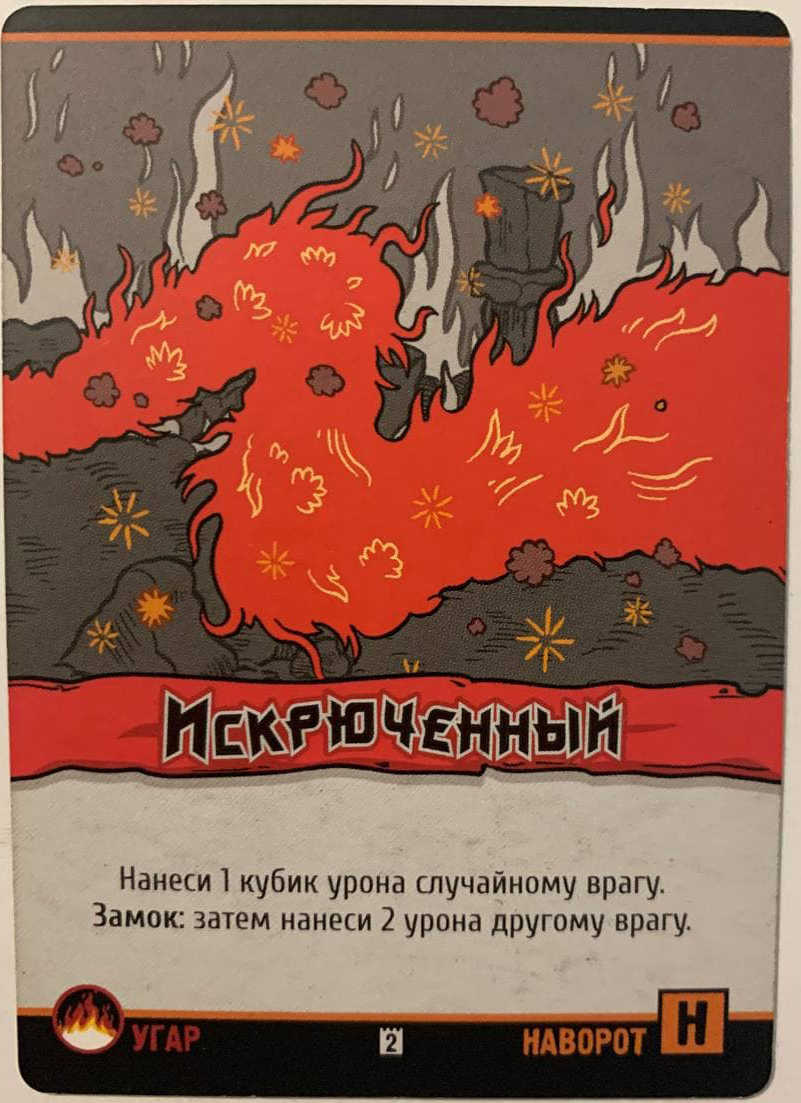 Искрюченный
Нанеси 1 кубик урона случайному врагу.
Замок: затем нанеси 2 урона другому врагу.
УГАР
2
НАВОРОТ
Н